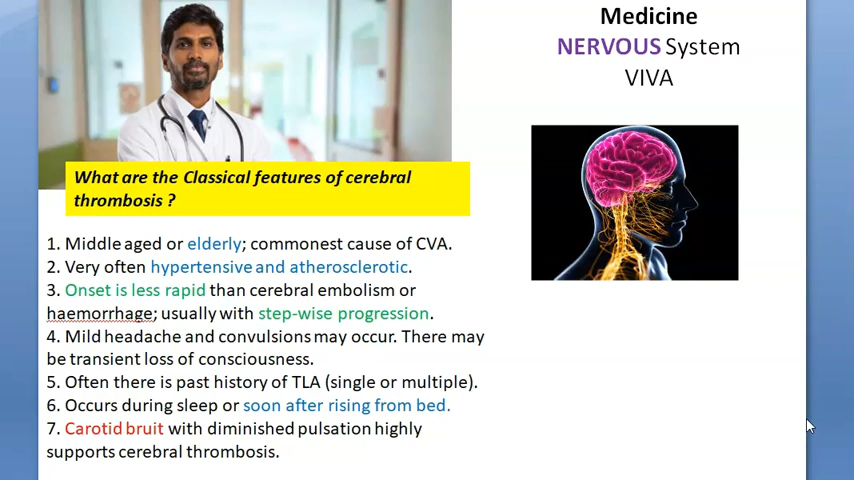 Medicine
NERVOUS System
VIVA
What are the Classical features of cerebral
thrombosis ?
1. Middle aged or elderly; commonest cause of CVA.
2. Very often hypertensive and atherosclerotic.
3. Onset is less rapid than cerebral embolism or
haemorrhage; usually with step-wise progression.
4. Mild headache and convulsions may occur. There may
be transient loss of consciousness.
5. Often there is past history of TLA (single or multiple).
6. Occurs during sleep or soon after rising from bed.
7. Carotid bruit with diminished pulsation highly
supports cerebral thrombosis.